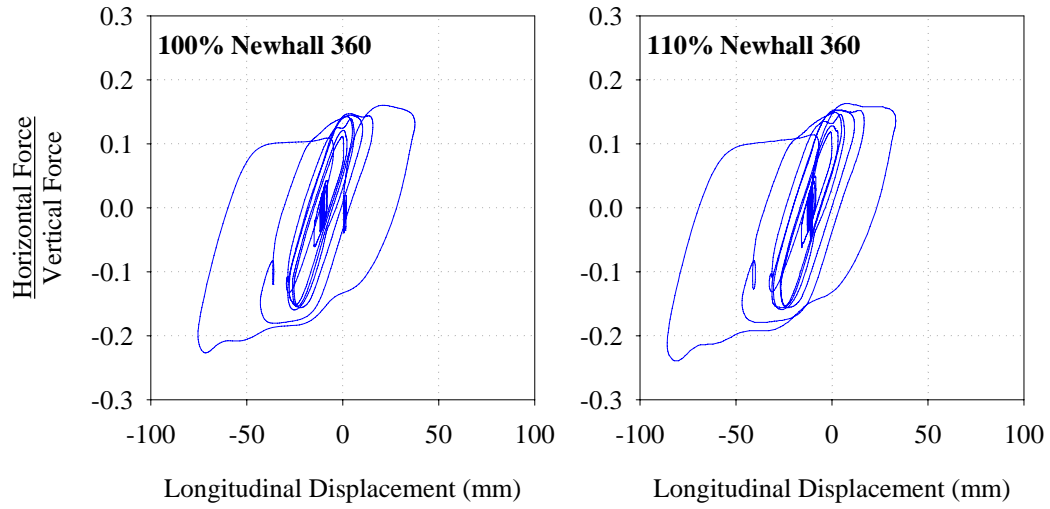 0.3
0.2
0.1
0.0
-0.1
-0.2
-0.3
Horizontal Force
Vertical Force
100% Newhall 360
-100 -50 0 50 100
Longitudinal Displacement (mm)
0.3
0.2
0.1
0.0
-0.1
-0.2
-0.3
110% Newhall 360
-100 -50 0 50 100
Longitudinal Displacement (mm)